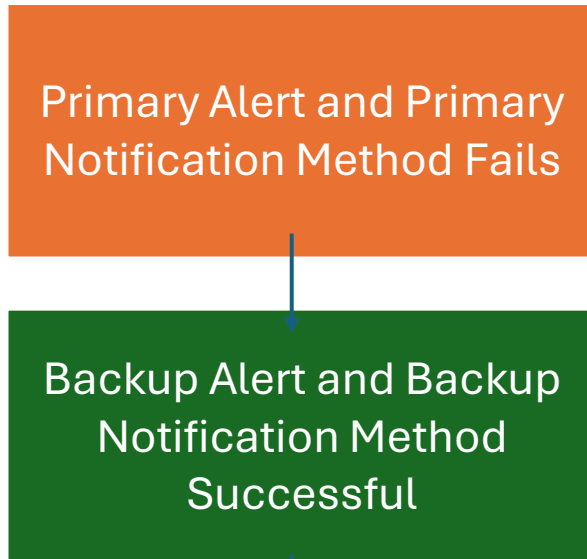 Primary Alert and Primary
Notification Method Fails
Backup Alert and Backup
Notification Method
Successful